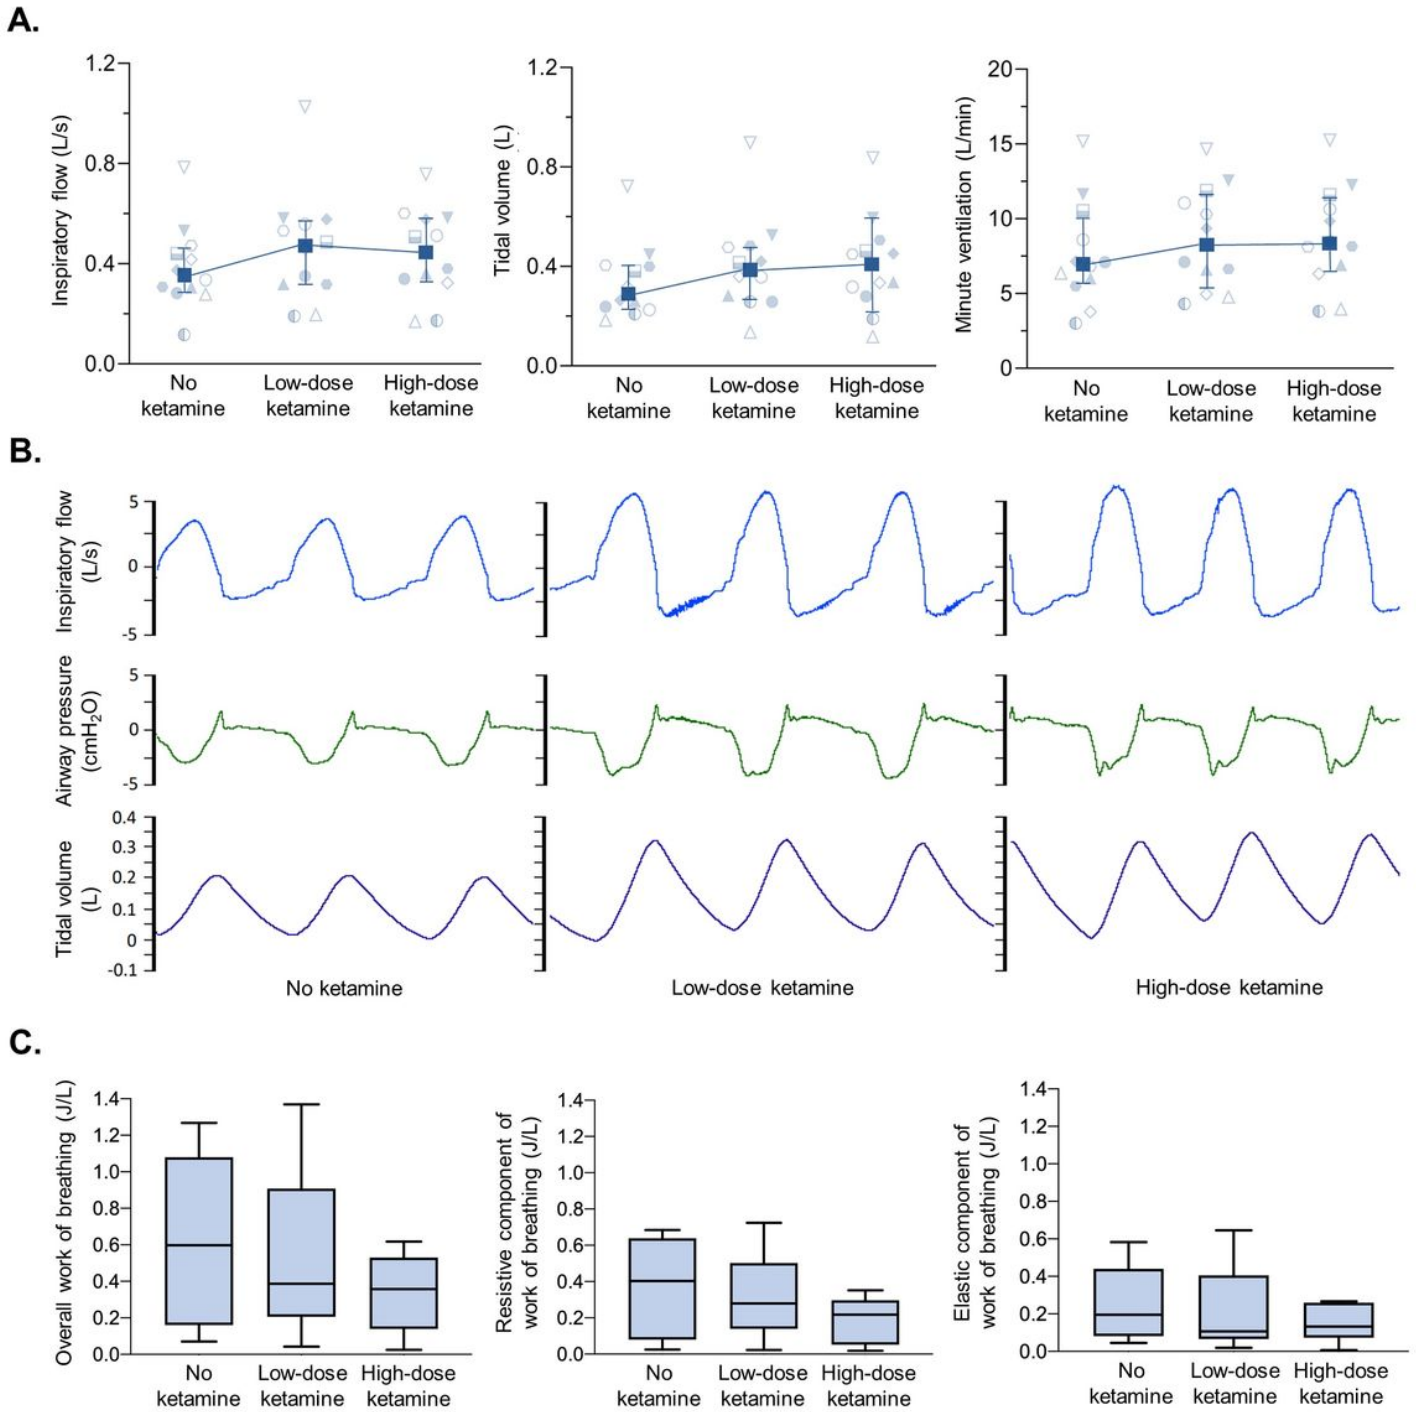 A.
Inspiratory flow (L/s)
1.2
0.8
0.4
0.0
No
ketamine
Low-dose
ketamine
High-dose
ketamine
Tidal volume (L)
1.2
0.8
0.4
0.0
No
ketamine
Low-dose
ketamine
High-dose
ketamine
Minute ventilation (L/min)
20
15
10
5
0
No
ketamine
Low-dose
ketamine
High-dose
ketamine
B.
Inspiratory flow
(L/s)
5
0
-5
Airway pressure
(cmH2O)
5
0
-5
Tidal volume
(L)
0.4
0.3
0.2
0.1
0
-0.1
No ketamine
Low-dose ketamine
High-dose ketamine
C.
Overall work of breathing (J/L)
1.4
1.2
1.0
0.8
0.6
0.4
0.2
0.0
No
ketamine
Low-dose
ketamine
High-dose
ketamine
Resistive component of
work of breathing (J/L)
1.4
1.2
1.0
0.8
0.6
0.4
0.2
0.0
No
ketamine
Low-dose
ketamine
High-dose
ketamine
Elastic component of
work of breathing (J/L)
1.4
1.2
1.0
0.8
0.6
0.4
0.2
0.0
No
ketamine
Low-dose
ketamine
High-dose
ketamine